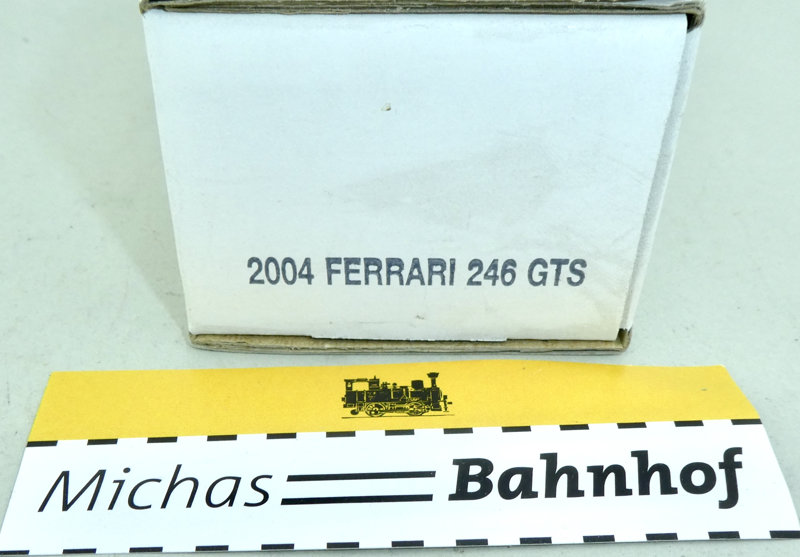 2004 FERRARI 246 GTS
Michas Bahnhof